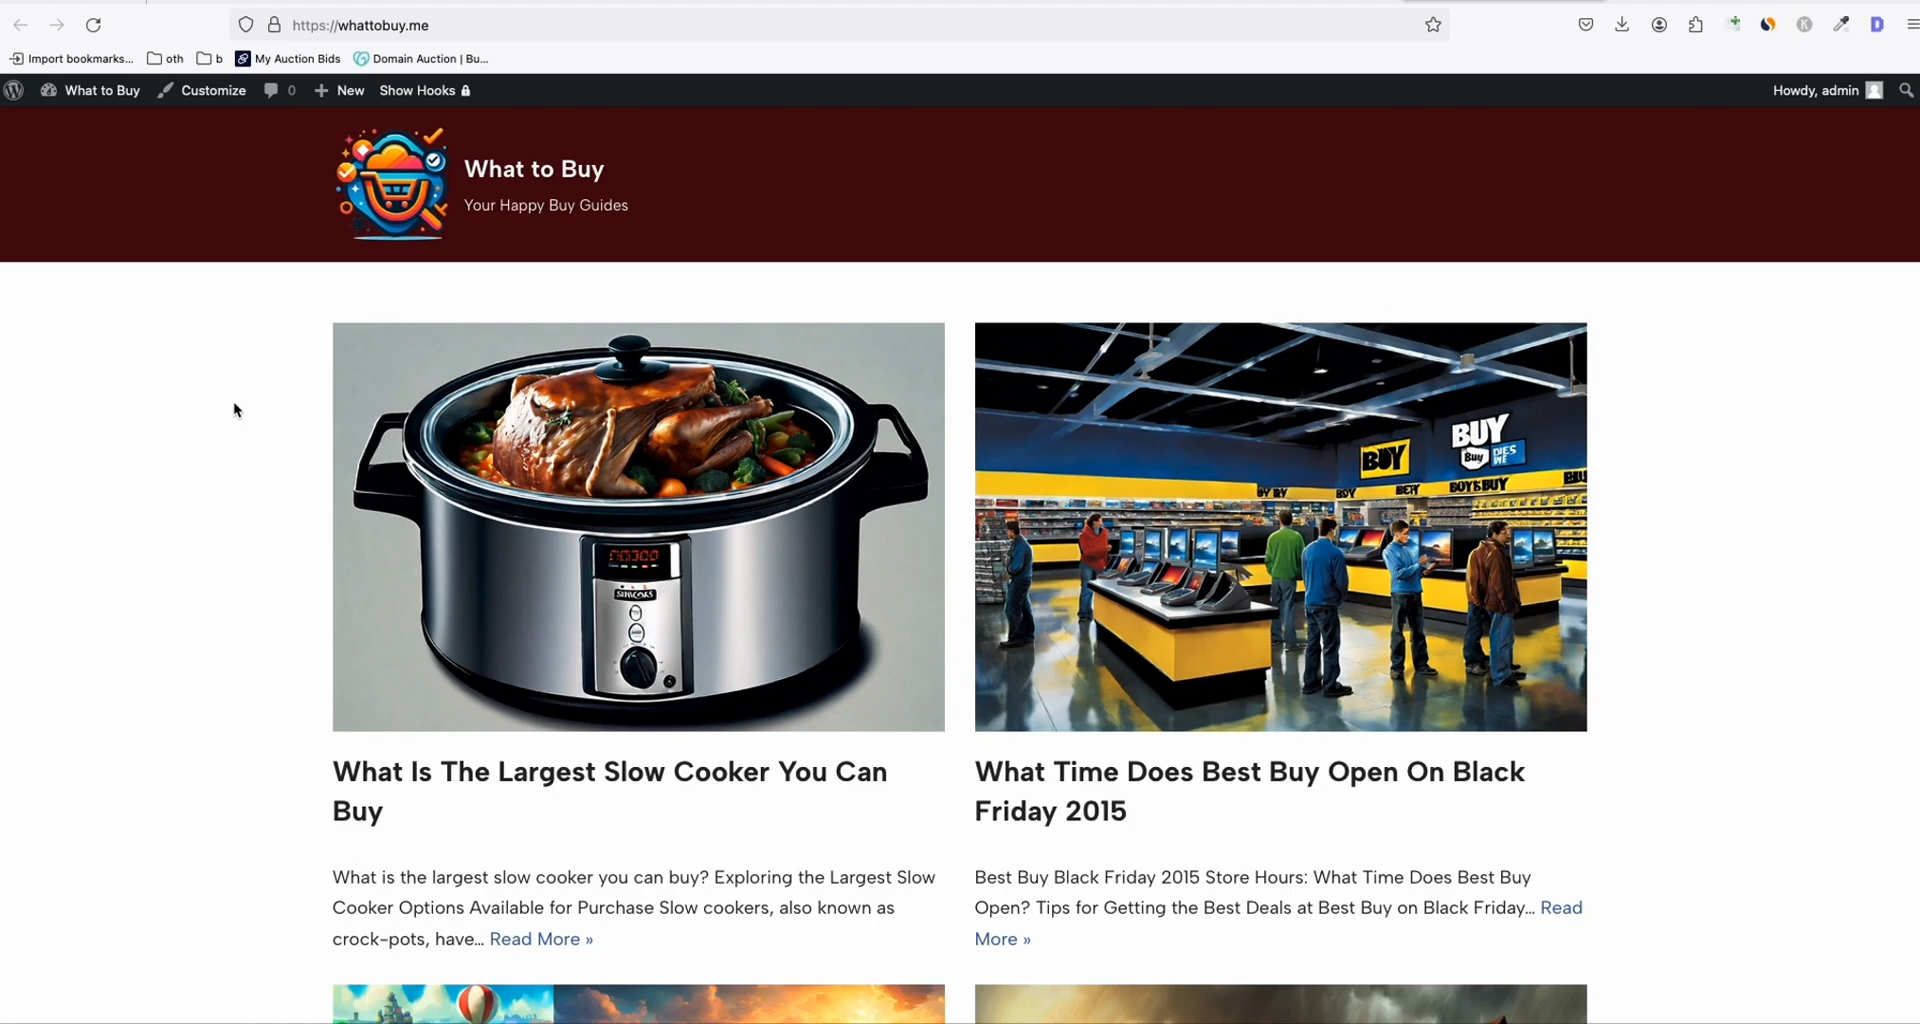 https://whattobuy.me
Import bookmarks... oth b My Auction Bids Domain Auction | Bu...
What to Buy Customize 0 New Show Hooks Howdy, admin
What to Buy
Your Happy Buy Guides
BUY
Buy
BUY
BUY
What Is The Largest Slow Cooker You Can
Buy
What is the largest slow cooker you can buy? Exploring the Largest Slow
Cooker Options Available for Purchase Slow cookers, also known as
crock-pots, have... Read More »
What Time Does Best Buy Open On Black
Friday 2015
Best Buy Black Friday 2015 Store Hours: What Time Does Best Buy
Open? Tips for Getting the Best Deals at Best Buy on Black Friday... Read
More »